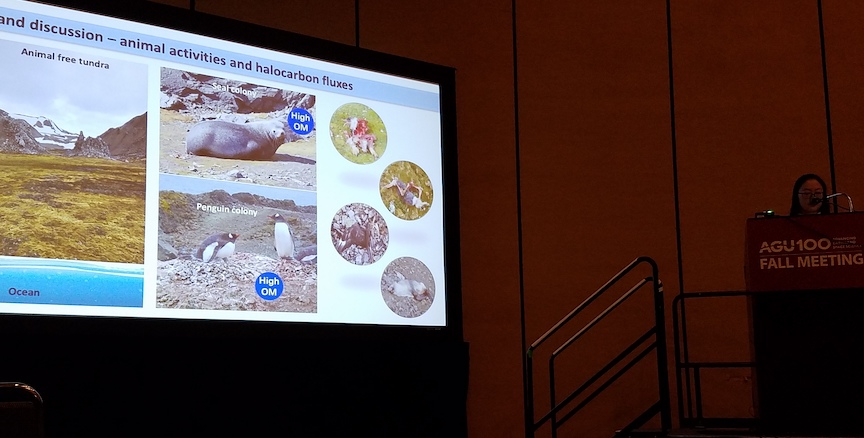 and discussion – animal activities and halocarbon fluxes
Animal free tundra
Seal colony
High
OM
Penguin colony
High
OM
Ocean
AGU100
FALL MEETING